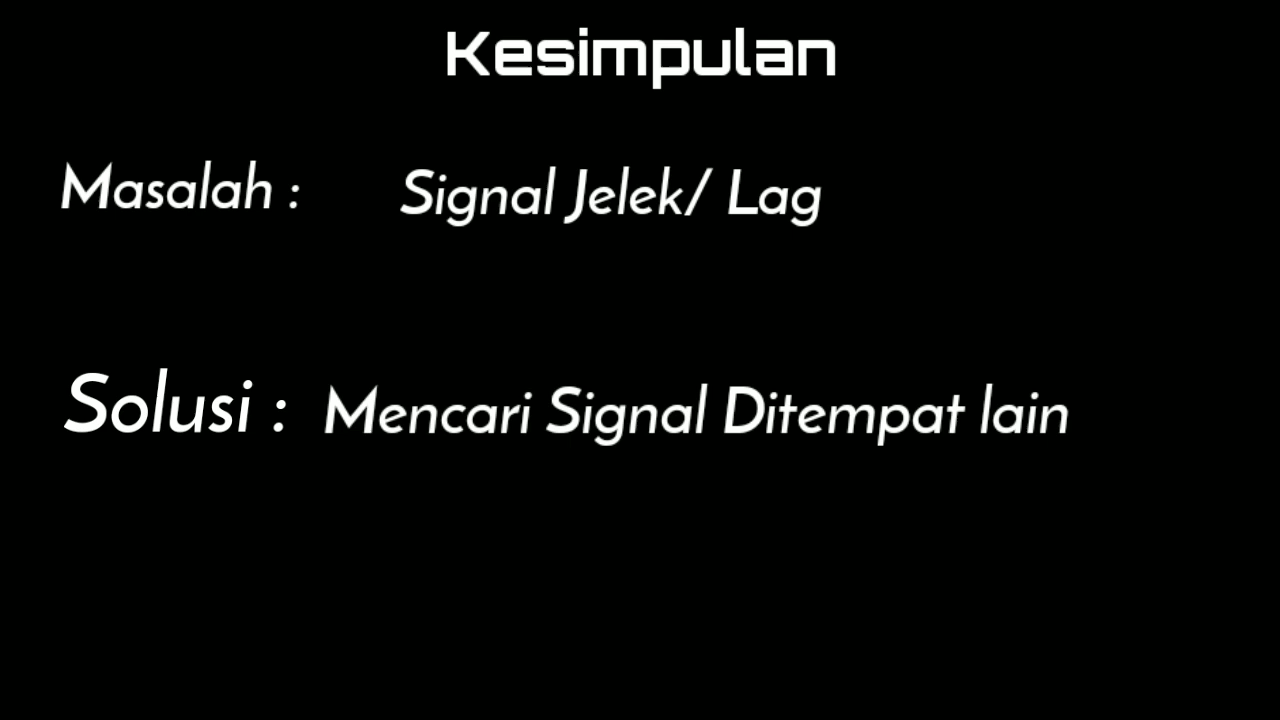 Kesimpulan
Masalah : Signal Jelek/ Lag
Solusi : Mencari Signal Ditempat lain